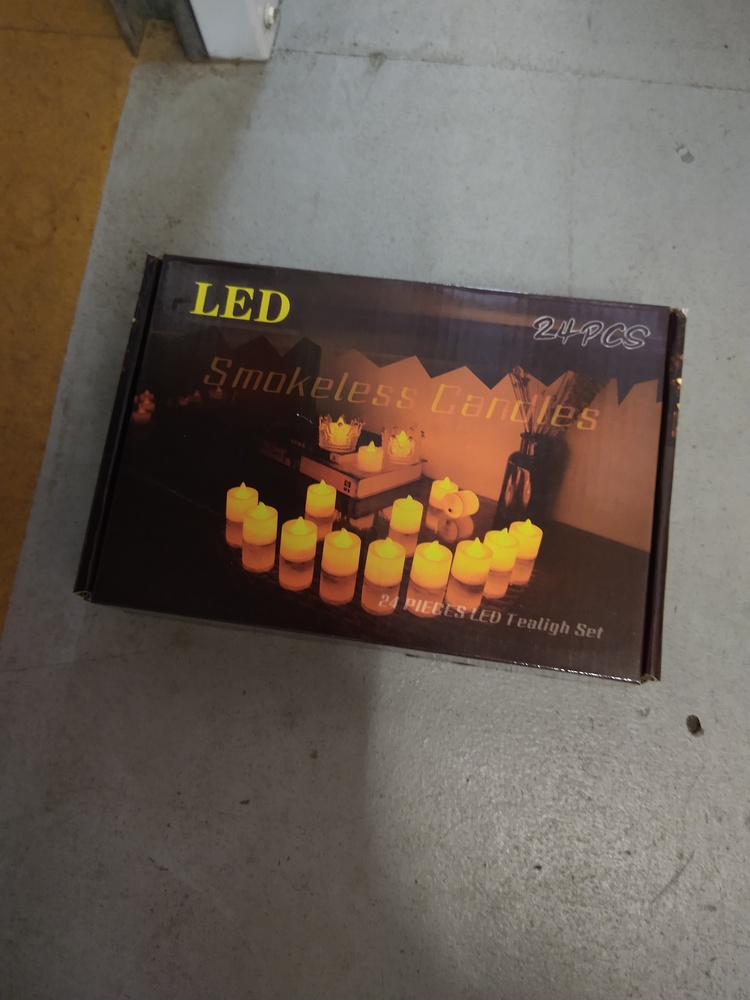 LED
24PCS
Smokeless Candles
24 PIECES LED Tealigh Set